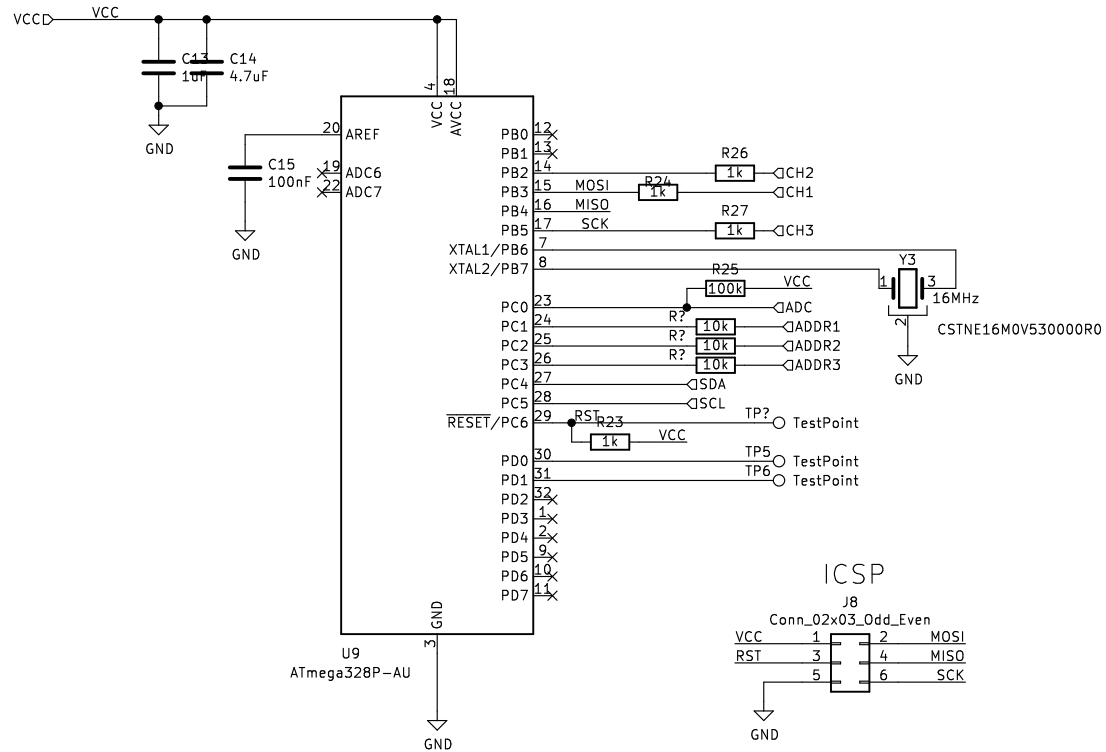 VCC
VCC
C13
1uF
C14
4.7uF
GND
4
18
VCC
AVCC
20
AREF
C15
100nF
19
ADC6
22
ADC7
GND
PB0 12
PB1 13
PB2 14
R26
1k
CH2
PB3 15
MOSI
R24
1k
CH1
PB4 16
MISO
PB5 17
SCK
R27
1k
CH3
XTAL1/PB6 7
XTAL2/PB7 8
Y3
1
3
16MHz
2
CSTNE16M0V530000R0
GND
R25
100k
VCC
PC0 23
ADC
PC1 24
R?
10k
ADDR1
PC2 25
R?
10k
ADDR2
PC3 26
R?
10k
ADDR3
PC4 27
SDA
PC5 28
SCL
RESET/PC6 29
RST
R23
1k
VCC
TP?
TestPoint
PD0 30
TP5
TestPoint
PD1 31
TP6
TestPoint
PD2 32
PD3 1
PD4 2
PD5 9
PD6 10
PD7 11
GND
3
U9
ATmega328P-AU
GND
ICSP
J8
Conn_02x03_Odd_Even
VCC 1 2 MOSI
RST 3 4 MISO
5 6 SCK
GND